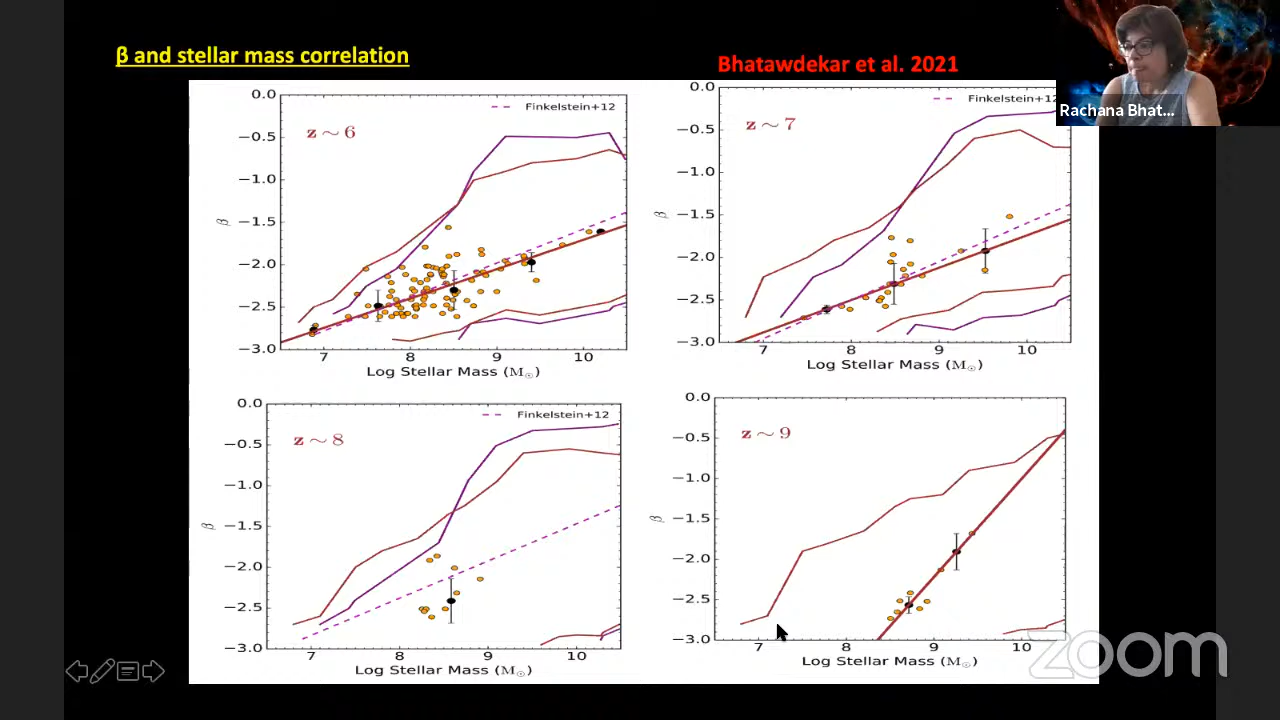 β and stellar mass correlation
Bhatawdekar et al. 2021
Rachana Bhat...
Finkelstein+12
z ∼ 6
0.0
−0.5
−1.0
−1.5
−2.0
−2.5
−3.0
β
7 8 9 10
Log Stellar Mass (M⊙)
Finkelstein+12
z ∼ 7
0.0
−0.5
−1.0
−1.5
−2.0
−2.5
−3.0
β
7 8 9 10
Log Stellar Mass (M⊙)
Finkelstein+12
z ∼ 8
0.0
−0.5
−1.0
−1.5
−2.0
−2.5
−3.0
β
7 8 9 10
Log Stellar Mass (M⊙)
z ∼ 9
0.0
−0.5
−1.0
−1.5
−2.0
−2.5
−3.0
β
7 8 9 10
Log Stellar Mass (M⊙)
zoom